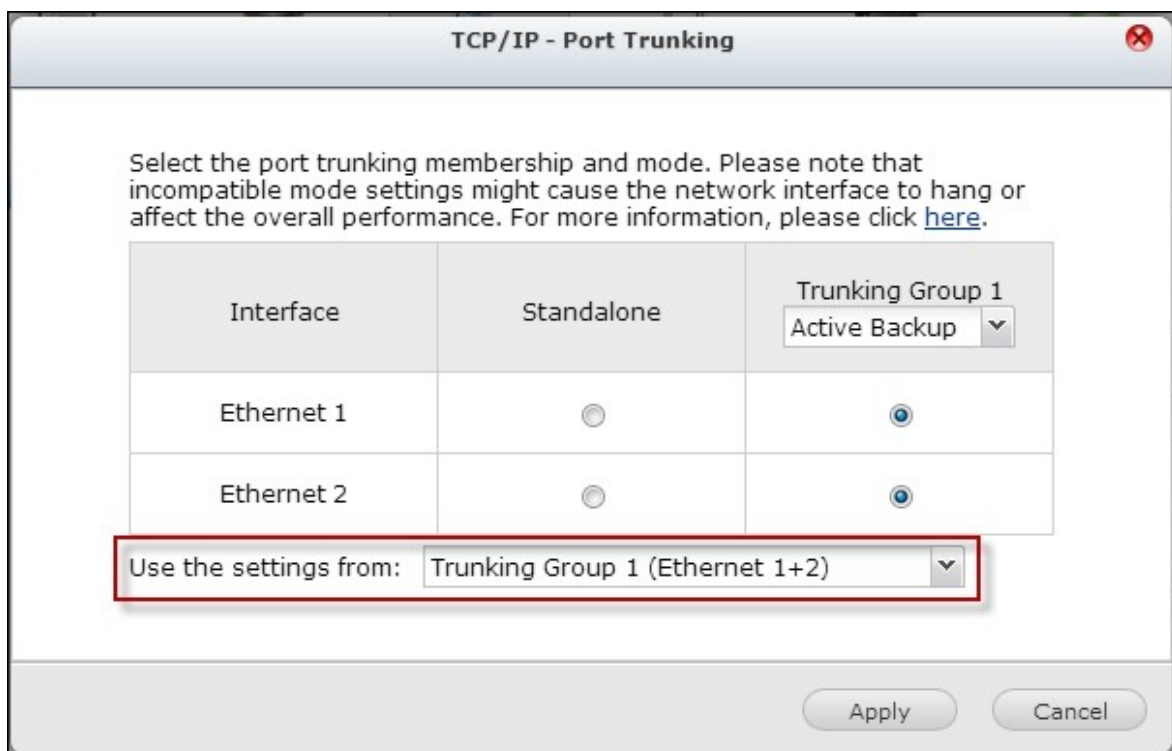 TCP/IP - Port Trunking
Select the port trunking membership and mode. Please note that
incompatible mode settings might cause the network interface to hang or
affect the overall performance. For more information, please click here.
Interface
Standalone
Trunking Group 1
Active Backup
Ethernet 1
Ethernet 2
Use the settings from: Trunking Group 1 (Ethernet 1+2)
Apply
Cancel